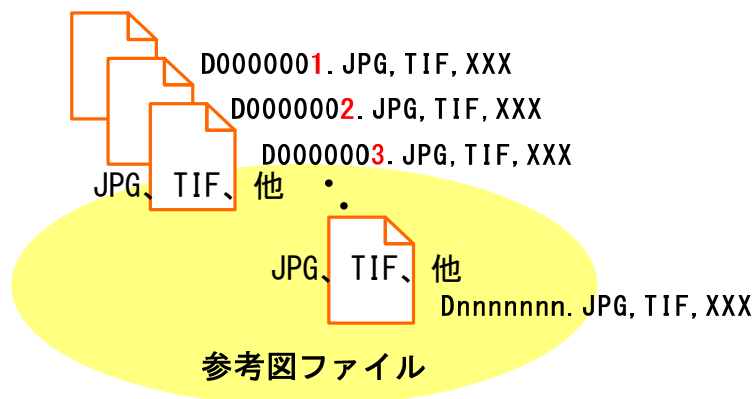 D0000001.JPG,TIF,XXX
D0000002.JPG,TIF,XXX
D0000003.JPG,TIF,XXX
JPG、TIF、他
JPG、TIF、他
Dnnnnnnn.JPG,TIF,XXX
参考図ファイル